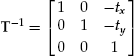 T⁻¹ = [ 1 0 -tₓ
0 1 -t_y
0 0 1 ]